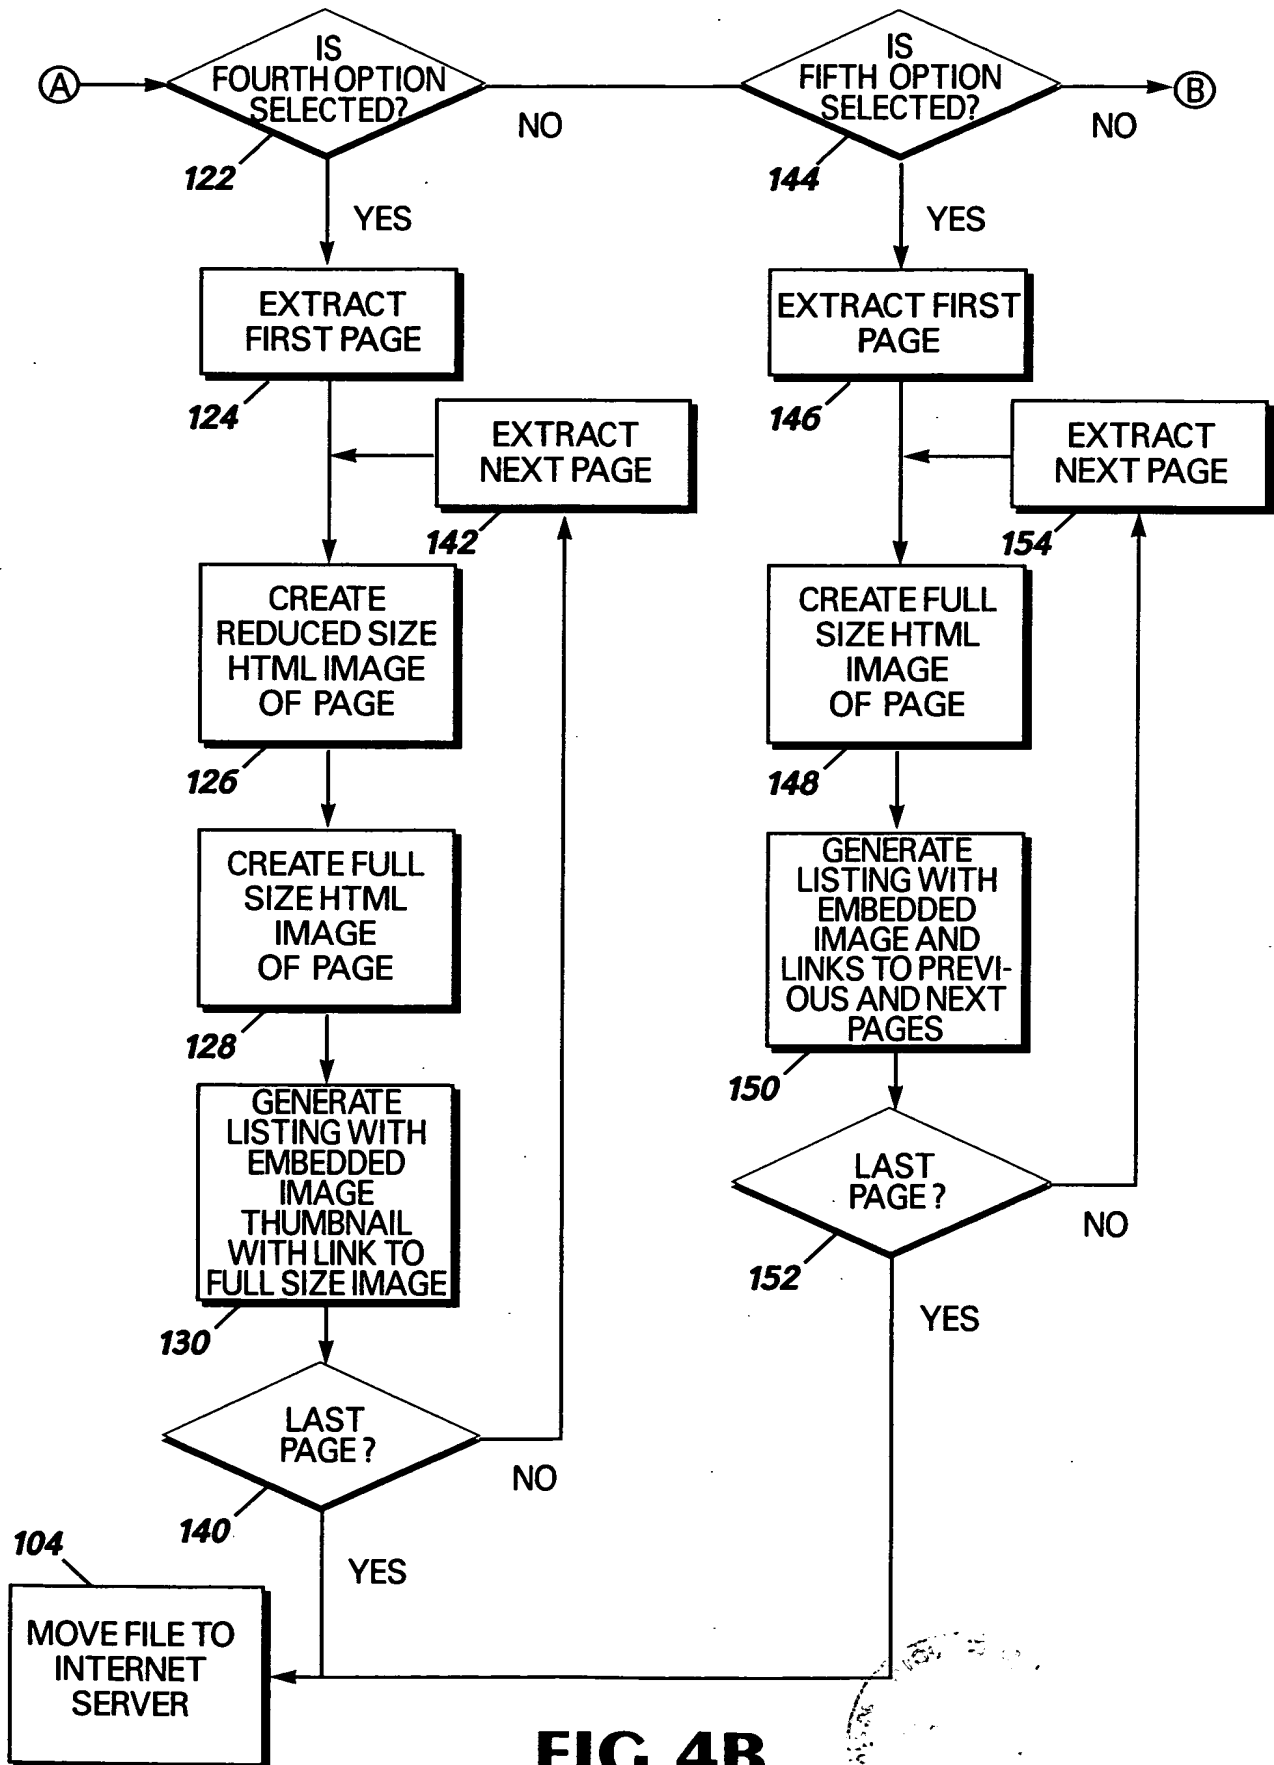 A
IS
FOURTH OPTION
SELECTED?
NO
122
YES
EXTRACT
FIRST PAGE
124
EXTRACT
NEXT PAGE
142
CREATE
REDUCED SIZE
HTML IMAGE
OF PAGE
126
CREATE FULL
SIZE HTML
IMAGE
OF PAGE
128
GENERATE
LISTING WITH
EMBEDDED
IMAGE
THUMBNAIL
WITH LINK TO
FULL SIZE IMAGE
130
LAST
PAGE?
NO
140
YES
104
MOVE FILE TO
INTERNET
SERVER
IS
FIFTH OPTION
SELECTED?
NO
B
144
YES
EXTRACT FIRST
PAGE
146
EXTRACT
NEXT PAGE
154
CREATE FULL
SIZE HTML
IMAGE
OF PAGE
148
GENERATE
LISTING WITH
EMBEDDED
IMAGE AND
LINKS TO PREVI-
OUS AND NEXT
PAGES
150
LAST
PAGE?
NO
152
YES
FIG. 4B